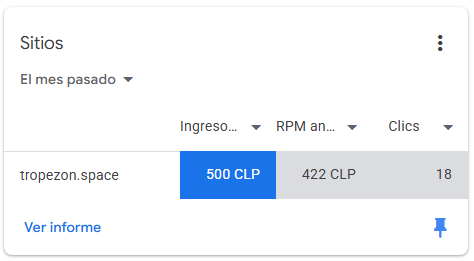 Sitios
El mes pasado
Ingreso... RPM an... Clics
tropezon.space 500 CLP 422 CLP 18
Ver informe